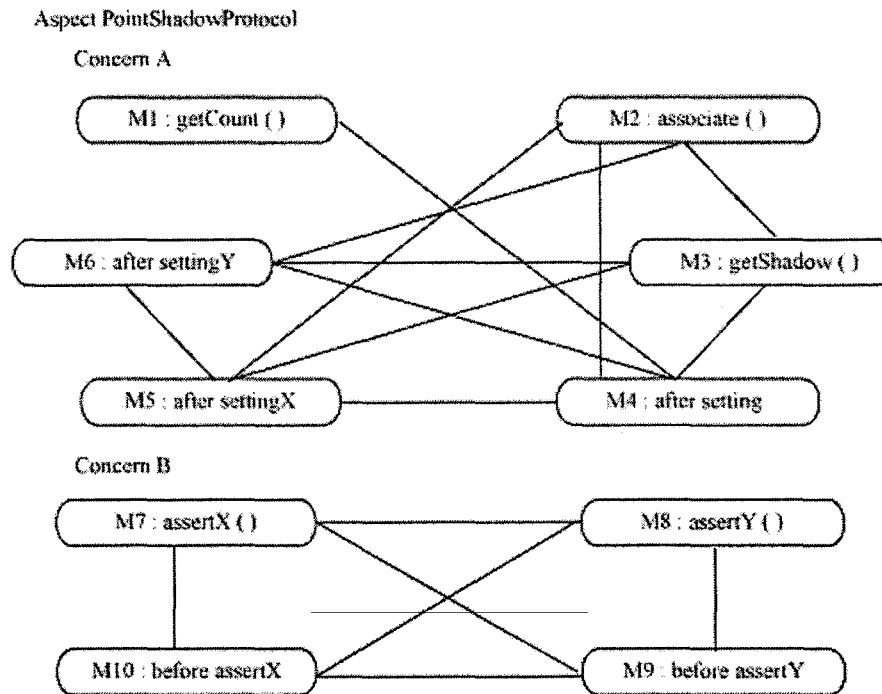 Aspect PointShadowProtocol
Concern A
M1 : getCount ( )
M2 : associate ( )
M6 : after settingY
M3 : getShadow ( )
M5 : after settingX
M4 : after setting
Concern B
M7 : assertX ( )
M8 : assertY ( )
M10 : before assertX
M9 : before assertY